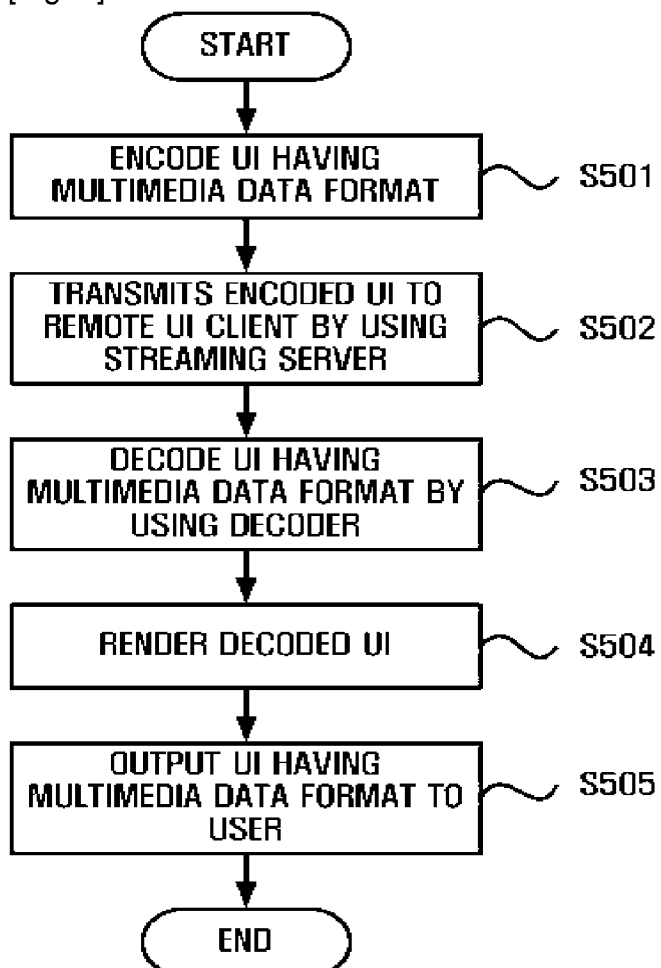 START
ENCODE UI HAVING
MULTIMEDIA DATA FORMAT
S501
TRANSMITS ENCODED UI TO
REMOTE UI CLIENT BY USING
STREAMING SERVER
S502
DECODE UI HAVING
MULTIMEDIA DATA FORMAT BY
USING DECODER
S503
RENDER DECODED UI
S504
OUTPUT UI HAVING
MULTIMEDIA DATA FORMAT TO
USER
S505
END